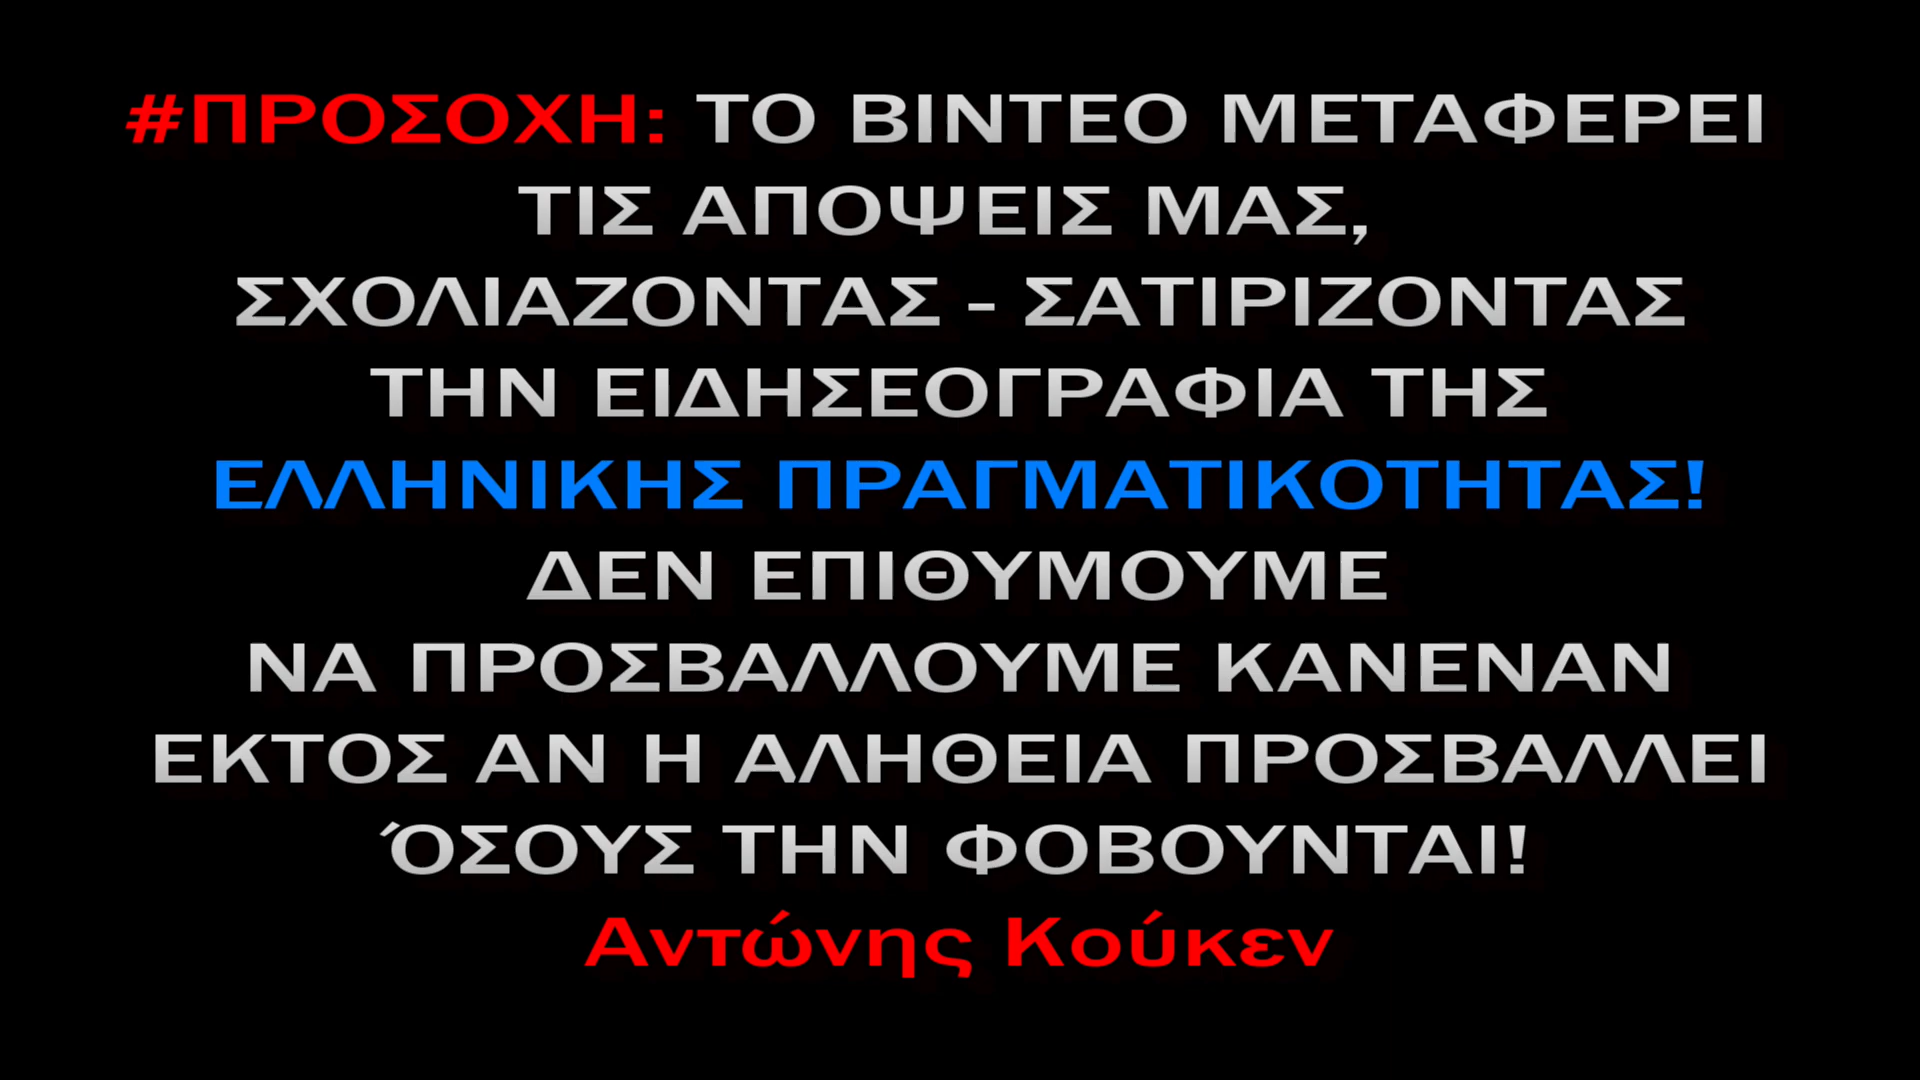 #ΠΡΟΣΟΧΗ: ΤΟ ΒΙΝΤΕΟ ΜΕΤΑΦΕΡΕΙ
ΤΙΣ ΑΠΟΨΕΙΣ ΜΑΣ,
ΣΧΟΛΙΑΖΟΝΤΑΣ - ΣΑΤΙΡΙΖΟΝΤΑΣ
ΤΗΝ ΕΙΔΗΣΕΟΓΡΑΦΙΑ ΤΗΣ
ΕΛΛΗΝΙΚΗΣ ΠΡΑΓΜΑΤΙΚΟΤΗΤΑΣ!
ΔΕΝ ΕΠΙΘΥΜΟΥΜΕ
ΝΑ ΠΡΟΣΒΑΛΛΟΥΜΕ ΚΑΝΕΝΑΝ
ΕΚΤΟΣ ΑΝ Η ΑΛΗΘΕΙΑ ΠΡΟΣΒΑΛΛΕΙ
ΌΣΟΥΣ ΤΗΝ ΦΟΒΟΥΝΤΑΙ!
Αντώνης Κούκεν